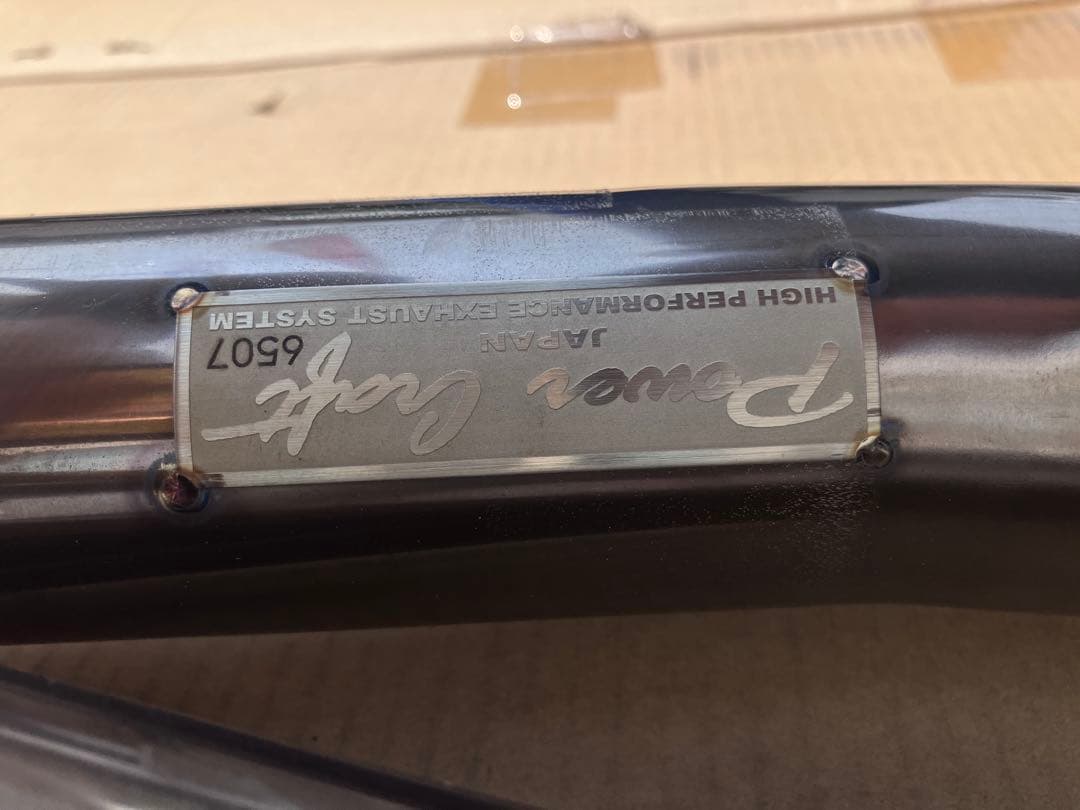 Power Craft
JAPAN
6507
HIGH PERFORMANCE EXHAUST SYSTEM